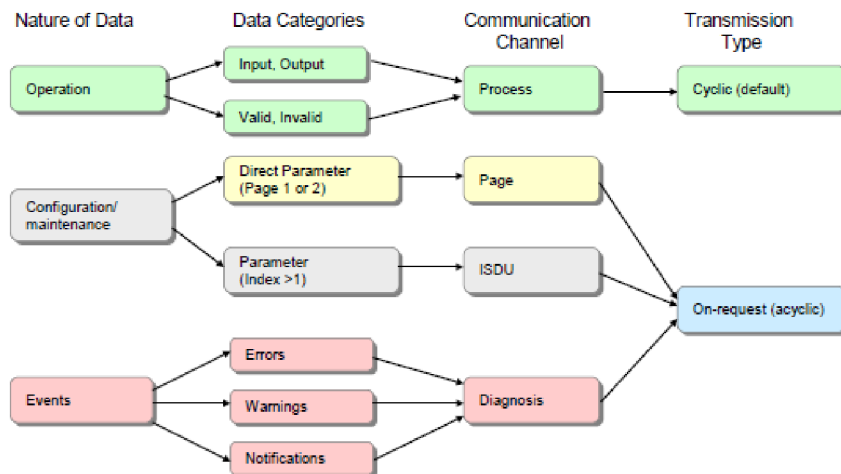 Nature of Data
Data Categories
Communication
Channel
Transmission
Type
Operation
Input, Output
Valid, Invalid
Process
Cyclic (default)
Configuration/
maintenance
Direct Parameter
(Page 1 or 2)
Page
Parameter
(Index >1)
ISDU
On-request (acyclic)
Events
Errors
Warnings
Notifications
Diagnosis